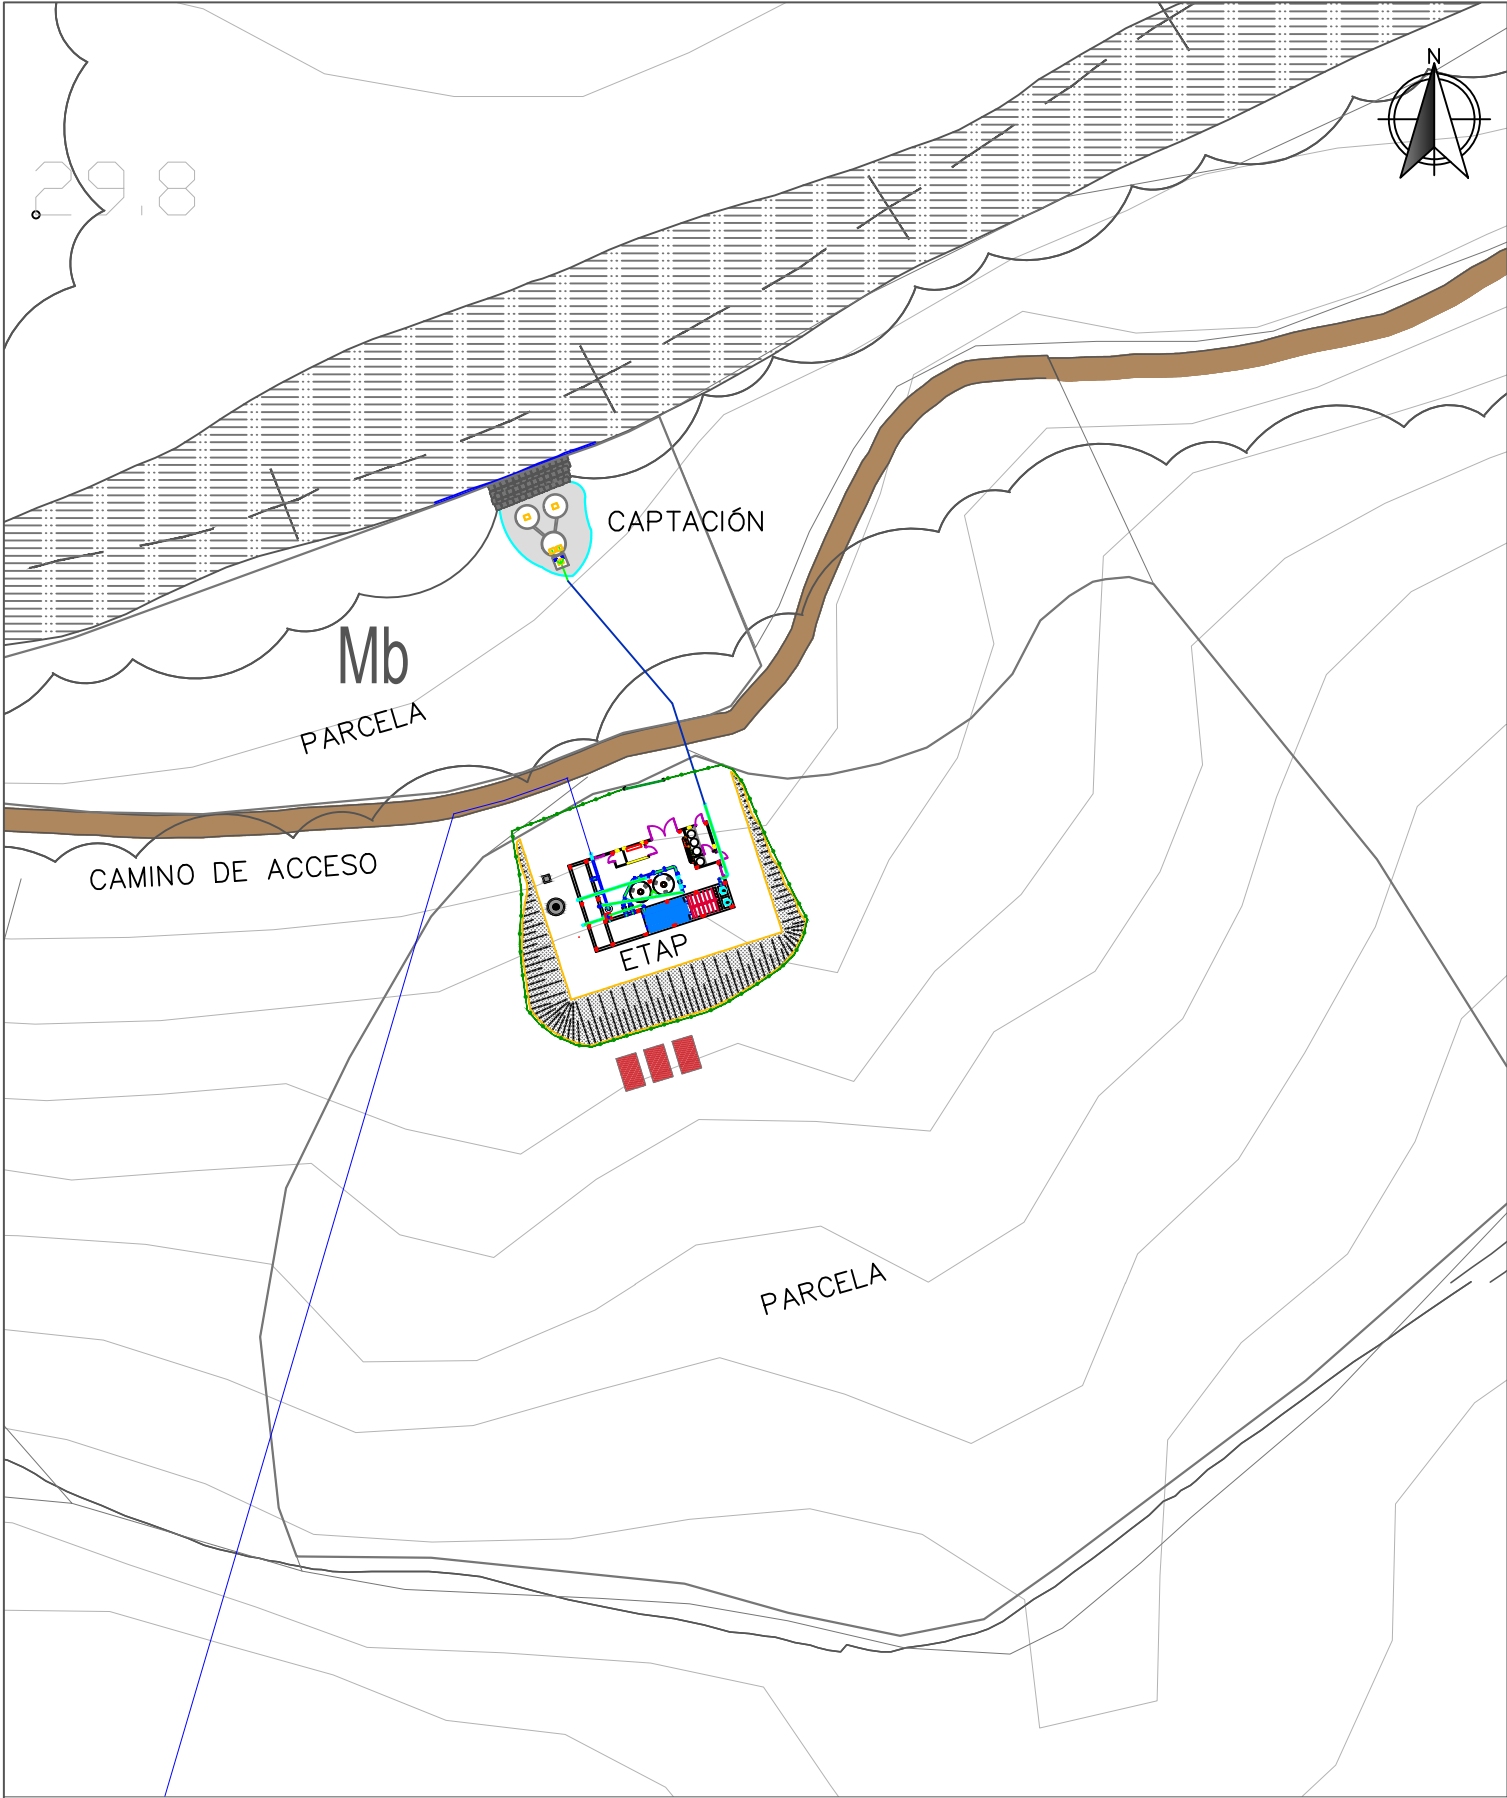 N
29,8
CAPTACIÓN
Mb
PARCELA
CAMINO DE ACCESO
ETAP
PARCELA